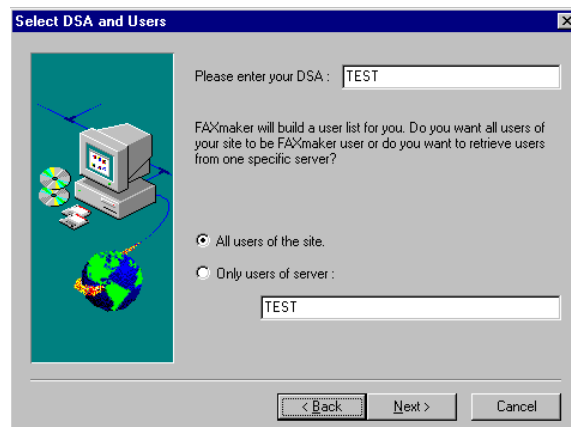 Select DSA and Users
Please enter your DSA : TEST
FAXmaker will build a user list for you. Do you want all users of
your site to be FAXmaker user or do you want to retrieve users
from one specific server?
All users of the site.
Only users of server :
TEST
< Back Next > Cancel